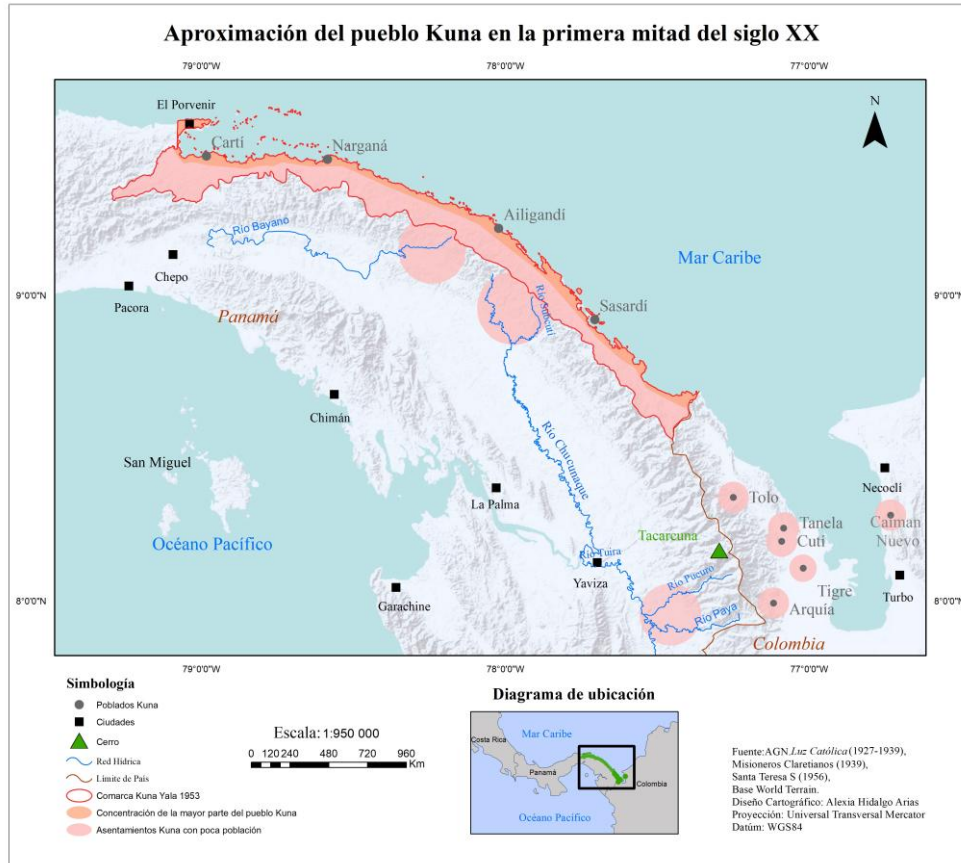 Aproximación del pueblo Kuna en la primera mitad del siglo XX
79°0'0"W
78°0'0"W
77°0'0"W
El Porvenir
N
Cartí
Narganá
Ailigandí
Río Bayano
Mar Caribe
Chepo
9°0'0"N
9°0'0"N
Pacora
Panamá
Sasardí
Chimán
Río Chucunaque
San Miguel
La Palma
Necoclí
Tolo
Caiman
Nuevo
Tanela
Cuti
Océano Pacífico
Tacarcuna
Río Tuira
Yaviza
Río Pucuro
Tigre
Turbo
Garachine
8°0'0"N
8°0'0"N
Río Paya
Arquía
Colombia
79°0'0"W
78°0'0"W
77°0'0"W
Simbología
Poblados Kuna
Ciudades
Cerro
Red Hídrica
Límite de País
Comarca Kuna Yala 1953
Concentración de la mayor parte del pueblo Kuna
Asentamientos Kuna con poca población
Escala: 1:950 000
0 120 240 480 720 960
Km
Diagrama de ubicación
Costa Rica
Mar Caribe
Panamá
Colombia
Océano Pacífico
Fuente:AGN.Luz Católica (1927-1939),
Misioneros Claretianos (1939),
Santa Teresa S (1956),
Base World Terrain.
Diseño Cartográfico: Alexia Hidalgo Arias
Proyección: Universal Transversal Mercator
Datúm: WGS84